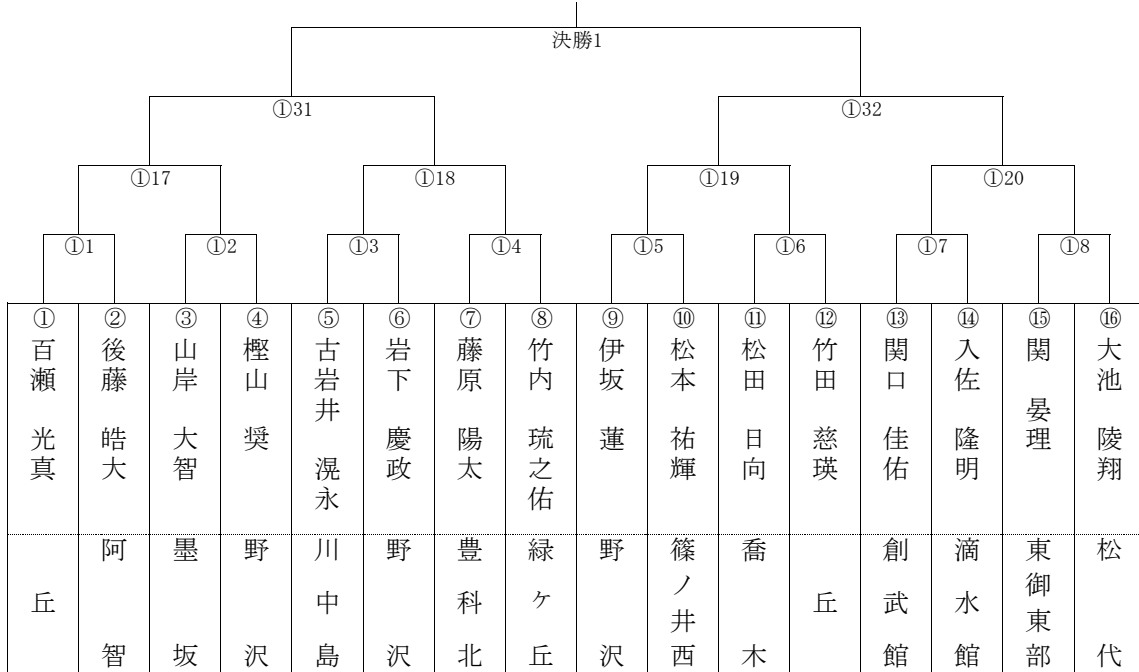 決勝1
①31
①32
①17
①18
①19
①20
①1
①2
①3
①4
①5
①6
①7
①8
①
百瀬 光真
丘
②
後藤 皓大
阿智
③
山岸 大智
墨坂
④
樫山 奨
野沢
⑤
古岩井 滉永
川中島
⑥
岩下 慶政
野沢
⑦
藤原 陽太
豊科北
⑧
竹内 琉之佑
緑ケ丘
⑨
伊坂 蓮
野沢
⑩
松本 祐輝
篠ノ井西
⑪
松田 日向
喬木
⑫
竹田 慈瑛
丘
⑬
関口 佳佑
創武館
⑭
入佐 隆明
滴水館
⑮
関 晏理
東御東部
⑯
大池 陵翔
松代